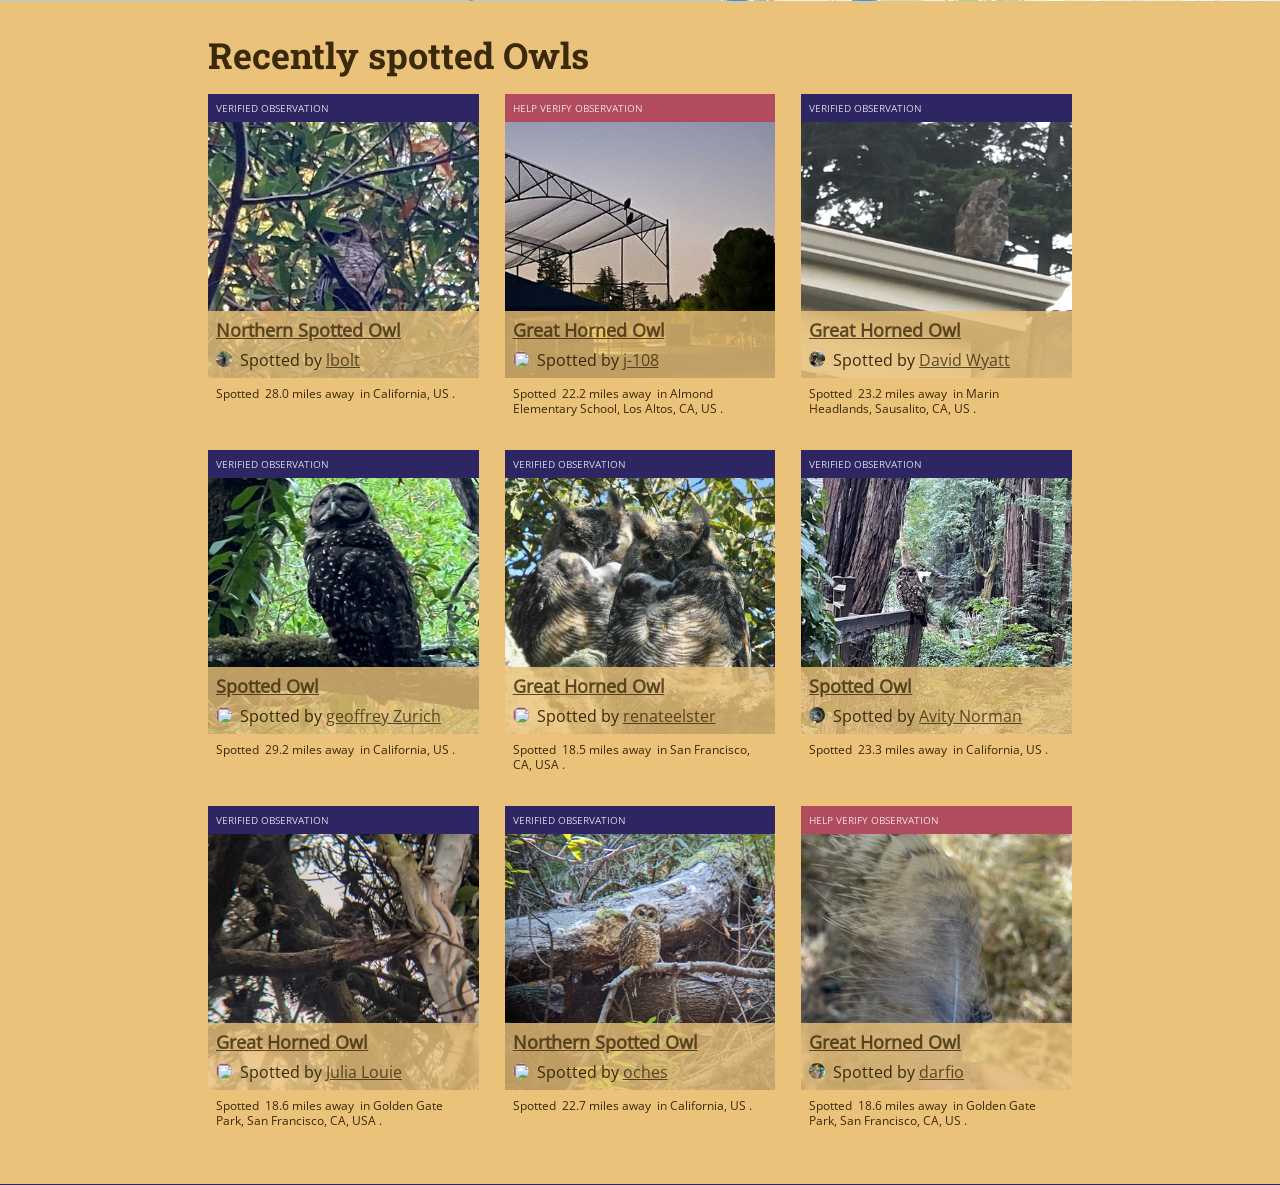 Recently spotted Owls
VERIFIED OBSERVATION
Northern Spotted Owl
Spotted by lbolt
Spotted 28.0 miles away in California, US .
HELP VERIFY OBSERVATION
Great Horned Owl
Spotted by j-108
Spotted 22.2 miles away in Almond
Elementary School, Los Altos, CA, US .
VERIFIED OBSERVATION
Great Horned Owl
Spotted by David Wyatt
Spotted 23.2 miles away in Marin
Headlands, Sausalito, CA, US .
VERIFIED OBSERVATION
Spotted Owl
Spotted by geoffrey Zurich
Spotted 29.2 miles away in California, US .
VERIFIED OBSERVATION
Great Horned Owl
Spotted by renateelster
Spotted 18.5 miles away in San Francisco,
CA, USA .
VERIFIED OBSERVATION
Spotted Owl
Spotted by Avity Norman
Spotted 23.3 miles away in California, US .
VERIFIED OBSERVATION
Great Horned Owl
Spotted by Julia Louie
Spotted 18.6 miles away in Golden Gate
Park, San Francisco, CA, USA .
VERIFIED OBSERVATION
Northern Spotted Owl
Spotted by oches
Spotted 22.7 miles away in California, US .
HELP VERIFY OBSERVATION
Great Horned Owl
Spotted by darfio
Spotted 18.6 miles away in Golden Gate
Park, San Francisco, CA, US .